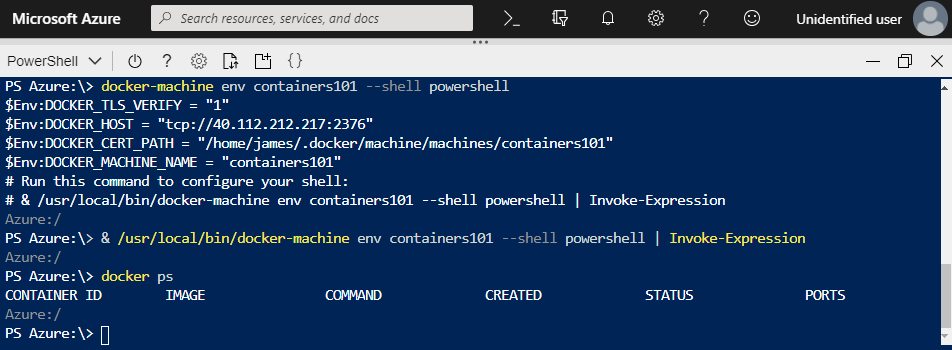 Microsoft Azure
Search resources, services, and docs
Unidentified user
PowerShell
PS Azure:\> docker-machine env containers101 --shell powershell
$Env:DOCKER_TLS_VERIFY = "1"
$Env:DOCKER_HOST = "tcp://40.112.212.217:2376"
$Env:DOCKER_CERT_PATH = "/home/james/.docker/machine/machines/containers101"
$Env:DOCKER_MACHINE_NAME = "containers101"
# Run this command to configure your shell:
# & /usr/local/bin/docker-machine env containers101 --shell powershell | Invoke-Expression
Azure:/
PS Azure:\> & /usr/local/bin/docker-machine env containers101 --shell powershell | Invoke-Expression
Azure:/
PS Azure:\> docker ps
CONTAINER ID IMAGE COMMAND CREATED STATUS PORTS
Azure:/
PS Azure:\>